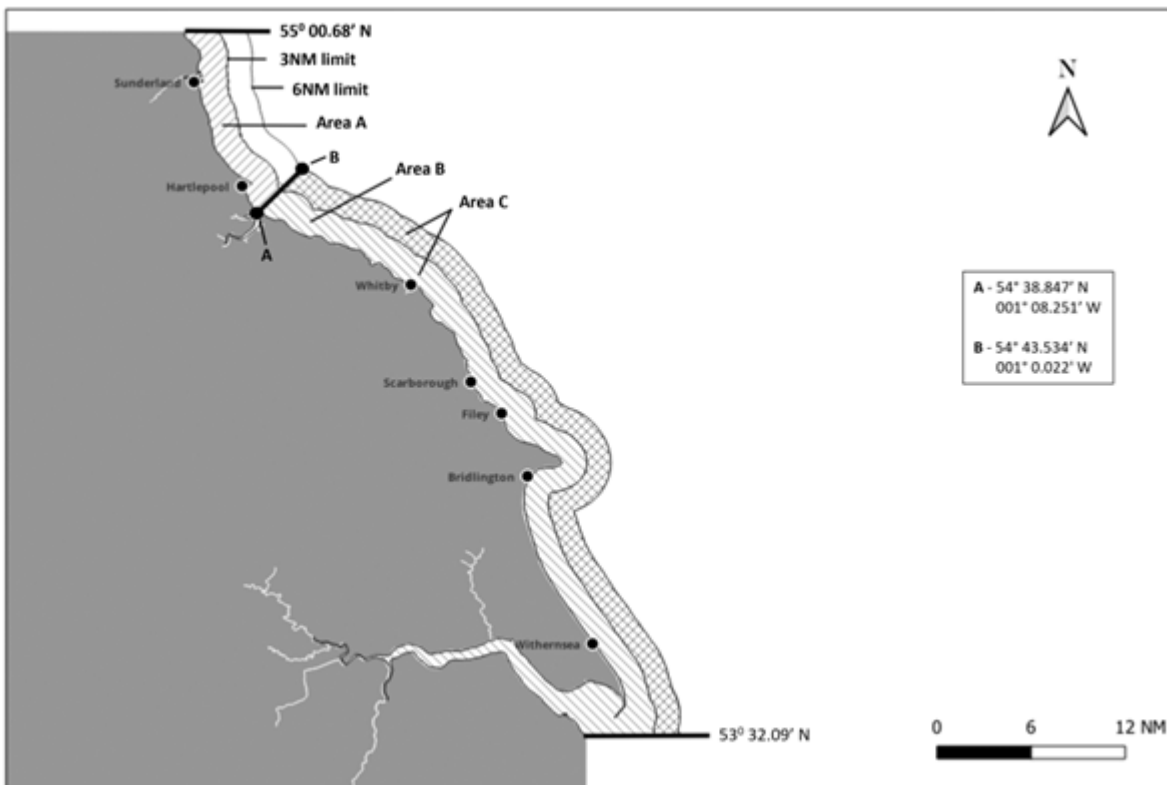 55⁰ 00.68' N
3NM limit
6NM limit
Area A
Sunderland
B
Area B
Hartlepool
Area C
A
Whitby
Scarborough
Filey
Bridlington
Withernsea
53⁰ 32.09' N
N
A - 54° 38.847' N
001° 08.251' W
B - 54° 43.534' N
001° 0.022' W
0 6 12 NM